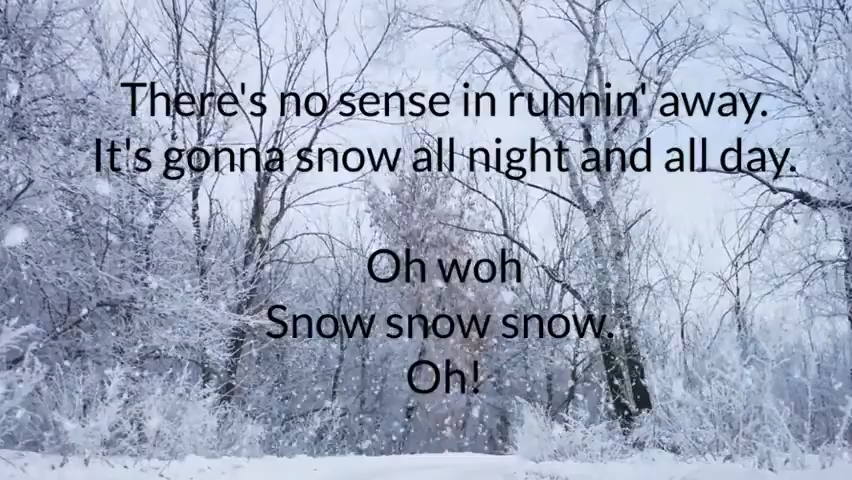 There's no sense in runnin' away.
It's gonna snow all night and all day.
Oh woh
Snow snow snow.
Oh!